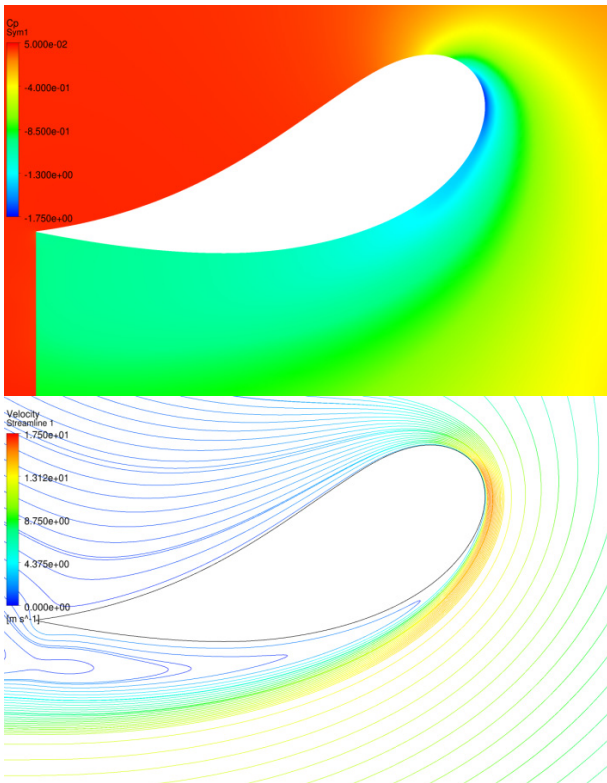 Cp
Sym1
5.000e-02
-4.000e-01
-8.500e-01
-1.300e+00
-1.750e+00
Velocity
Streamline 1
1.750e+01
1.312e+01
8.750e+00
4.375e+00
0.000e+00
[m s^-1]